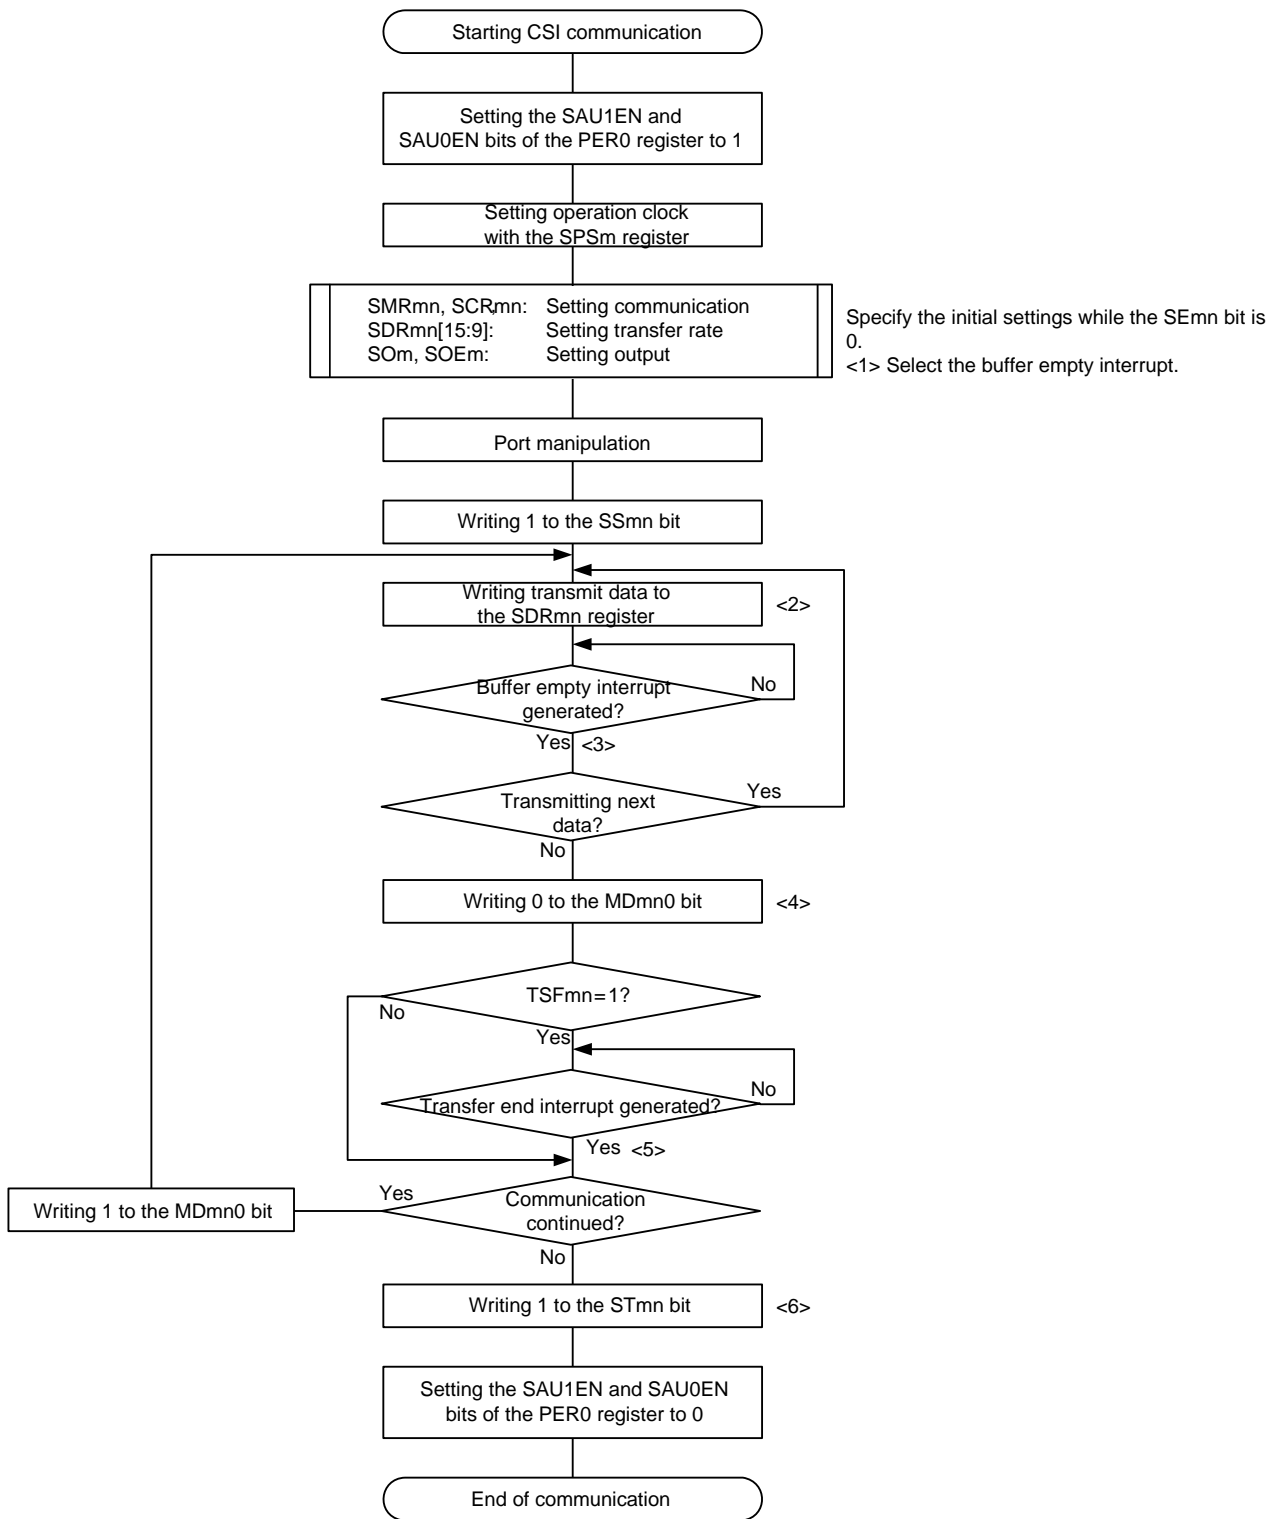 Starting CSI communication
Setting the SAU1EN and
SAU0EN bits of the PER0 register to 1
Setting operation clock
with the SPSm register
SMRmn, SCRmn: Setting communication
SDRmn[15:9]: Setting transfer rate
SOm, SOEm: Setting output
Specify the initial settings while the SEmn bit is
0.
<1> Select the buffer empty interrupt.
Port manipulation
Writing 1 to the SSmn bit
Writing transmit data to
the SDRmn register
<2>
Buffer empty interrupt
generated?
No
Yes <3>
Transmitting next
data?
Yes
No
Writing 0 to the MDmn0 bit
<4>
TSFmn=1?
No
Yes
Transfer end interrupt generated?
No
Yes <5>
Communication
continued?
Yes
Writing 1 to the MDmn0 bit
No
Writing 1 to the STmn bit
<6>
Setting the SAU1EN and SAU0EN
bits of the PER0 register to 0
End of communication